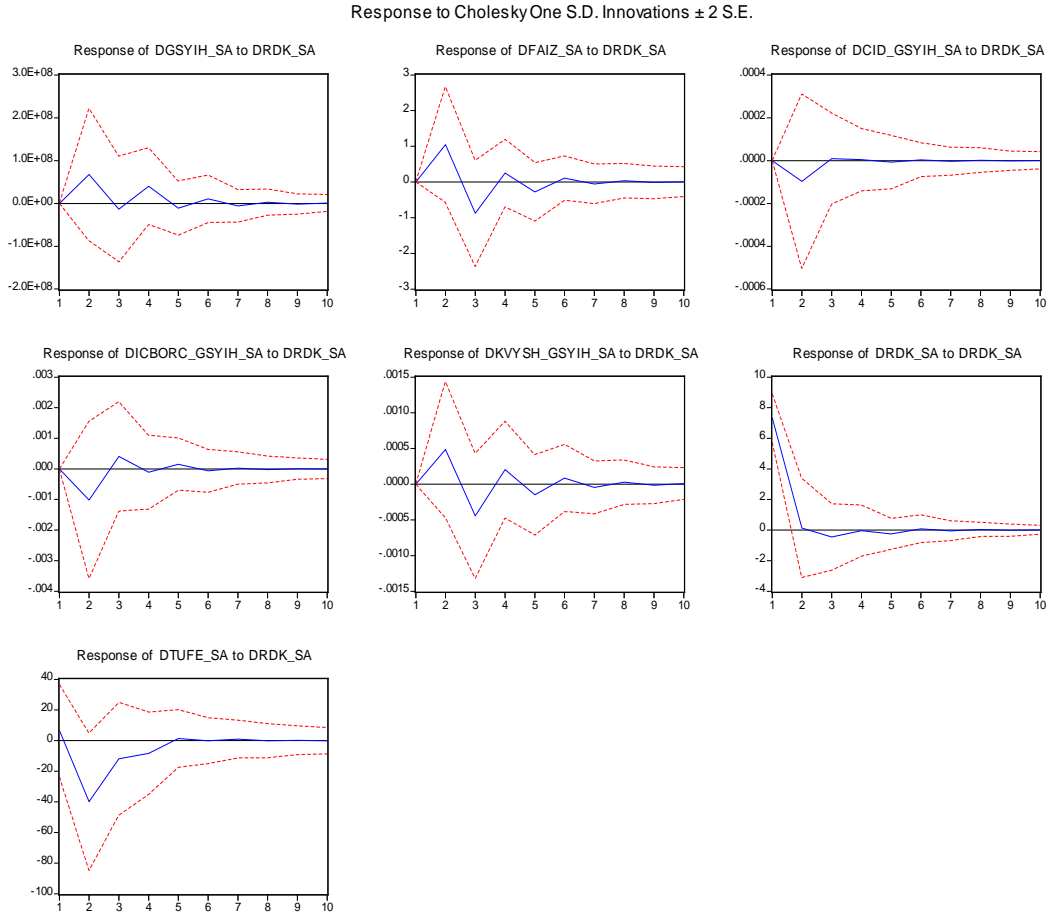 Response to Cholesky One S.D. Innovations ± 2 S.E.
Response of DGSYIH_SA to DRDK_SA
3.0E+08
2.0E+08
1.0E+08
0.0E+00
-1.0E+08
-2.0E+08
1 2 3 4 5 6 7 8 9 10
Response of DFAIZ_SA to DRDK_SA
3
2
1
0
-1
-2
-3
1 2 3 4 5 6 7 8 9 10
Response of DCID_GSYIH_SA to DRDK_SA
.0004
.0002
.0000
-.0002
-.0004
-.0006
1 2 3 4 5 6 7 8 9 10
Response of DICBORC_GSYIH_SA to DRDK_SA
.003
.002
.001
.000
-.001
-.002
-.003
-.004
1 2 3 4 5 6 7 8 9 10
Response of DKVYSH_GSYIH_SA to DRDK_SA
.0015
.0010
.0005
.0000
-.0005
-.0010
-.0015
1 2 3 4 5 6 7 8 9 10
Response of DRDK_SA to DRDK_SA
10
8
6
4
2
0
-2
-4
1 2 3 4 5 6 7 8 9 10
Response of DTUFE_SA to DRDK_SA
40
20
0
-20
-40
-60
-80
-100
1 2 3 4 5 6 7 8 9 10